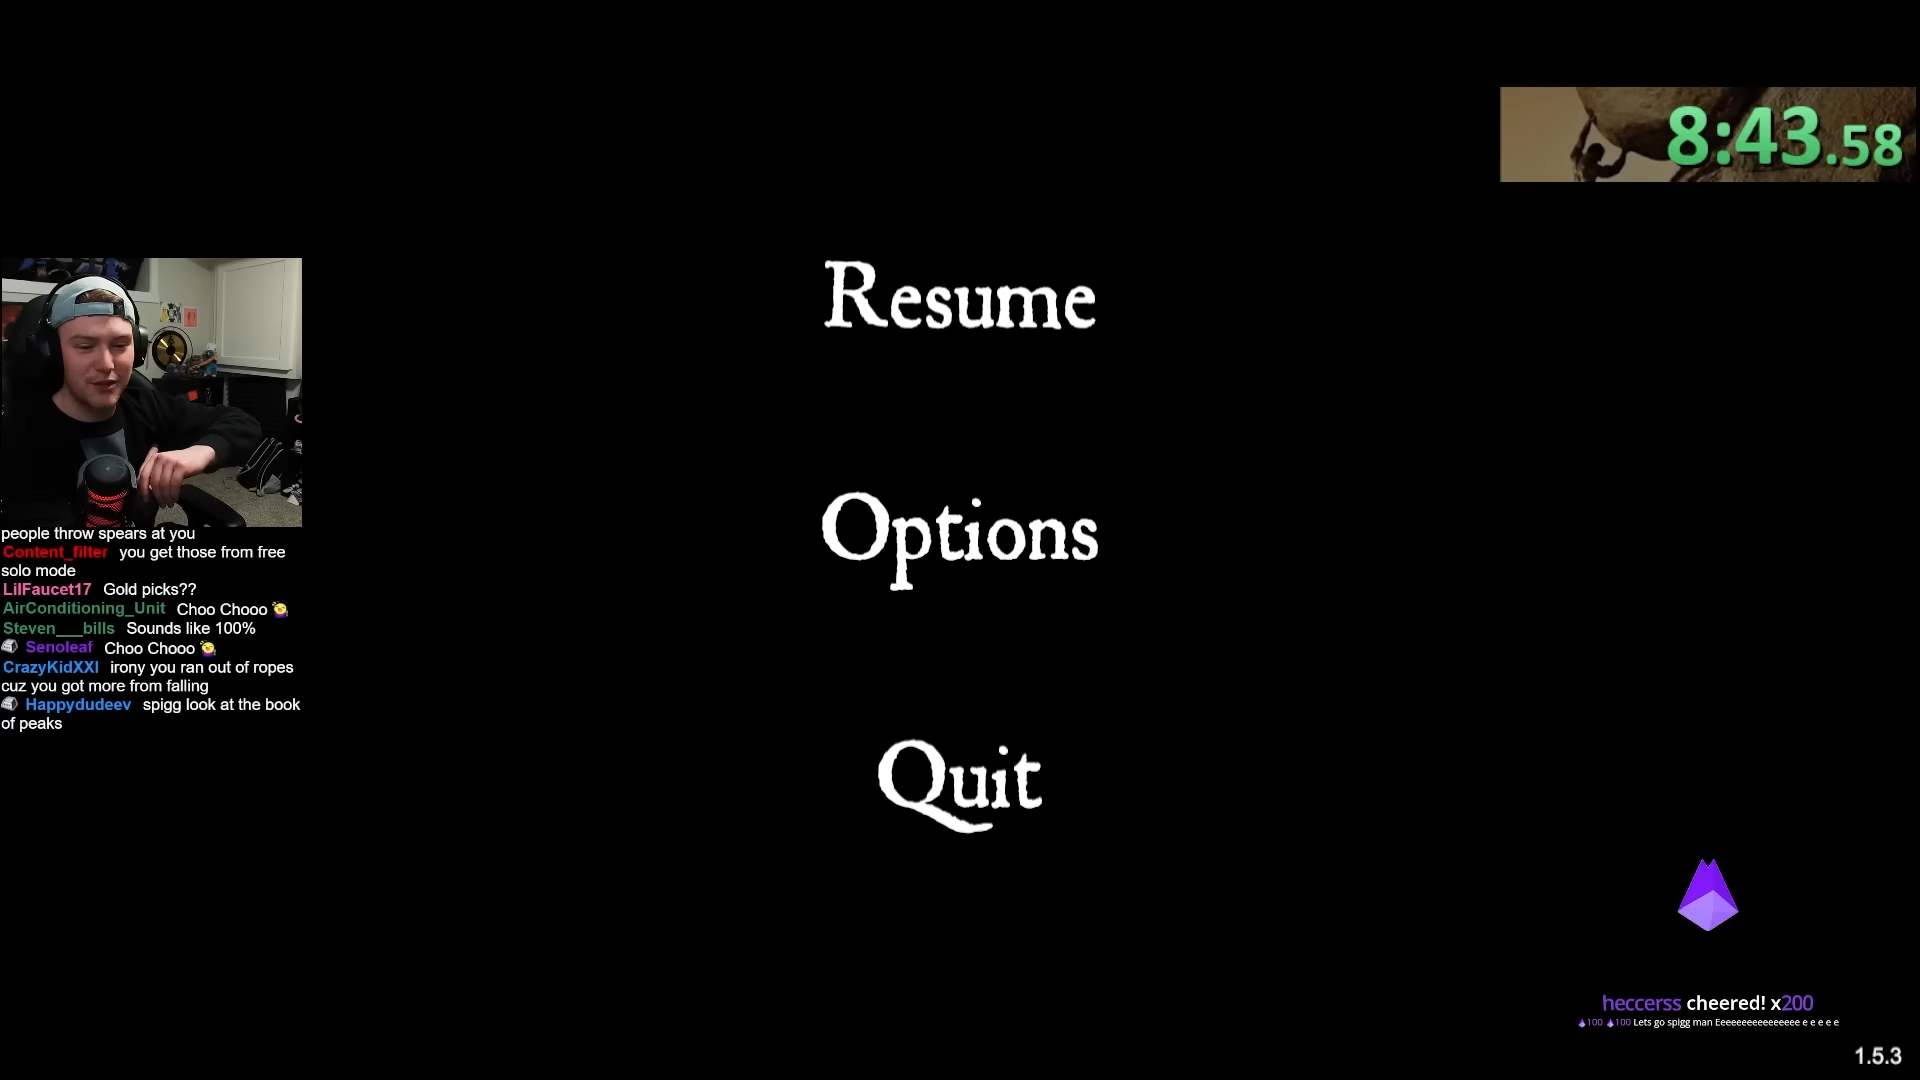 8:43.58
Resume
Options
Quit
people throw spears at you
Content_filter you get those from free
solo mode
LilFaucet17 Gold picks??
AirConditioning_Unit Choo Chooo
Steven___bills Sounds like 100%
Senoleaf Choo Chooo
CrazyKidXXI irony you ran out of ropes
cuz you got more from falling
Happydudeev spigg look at the book
of peaks
heccerss cheered! x200
100 100 Lets go spigg man Eeeeeeeeeeeeeeee e e e e e
1.5.3